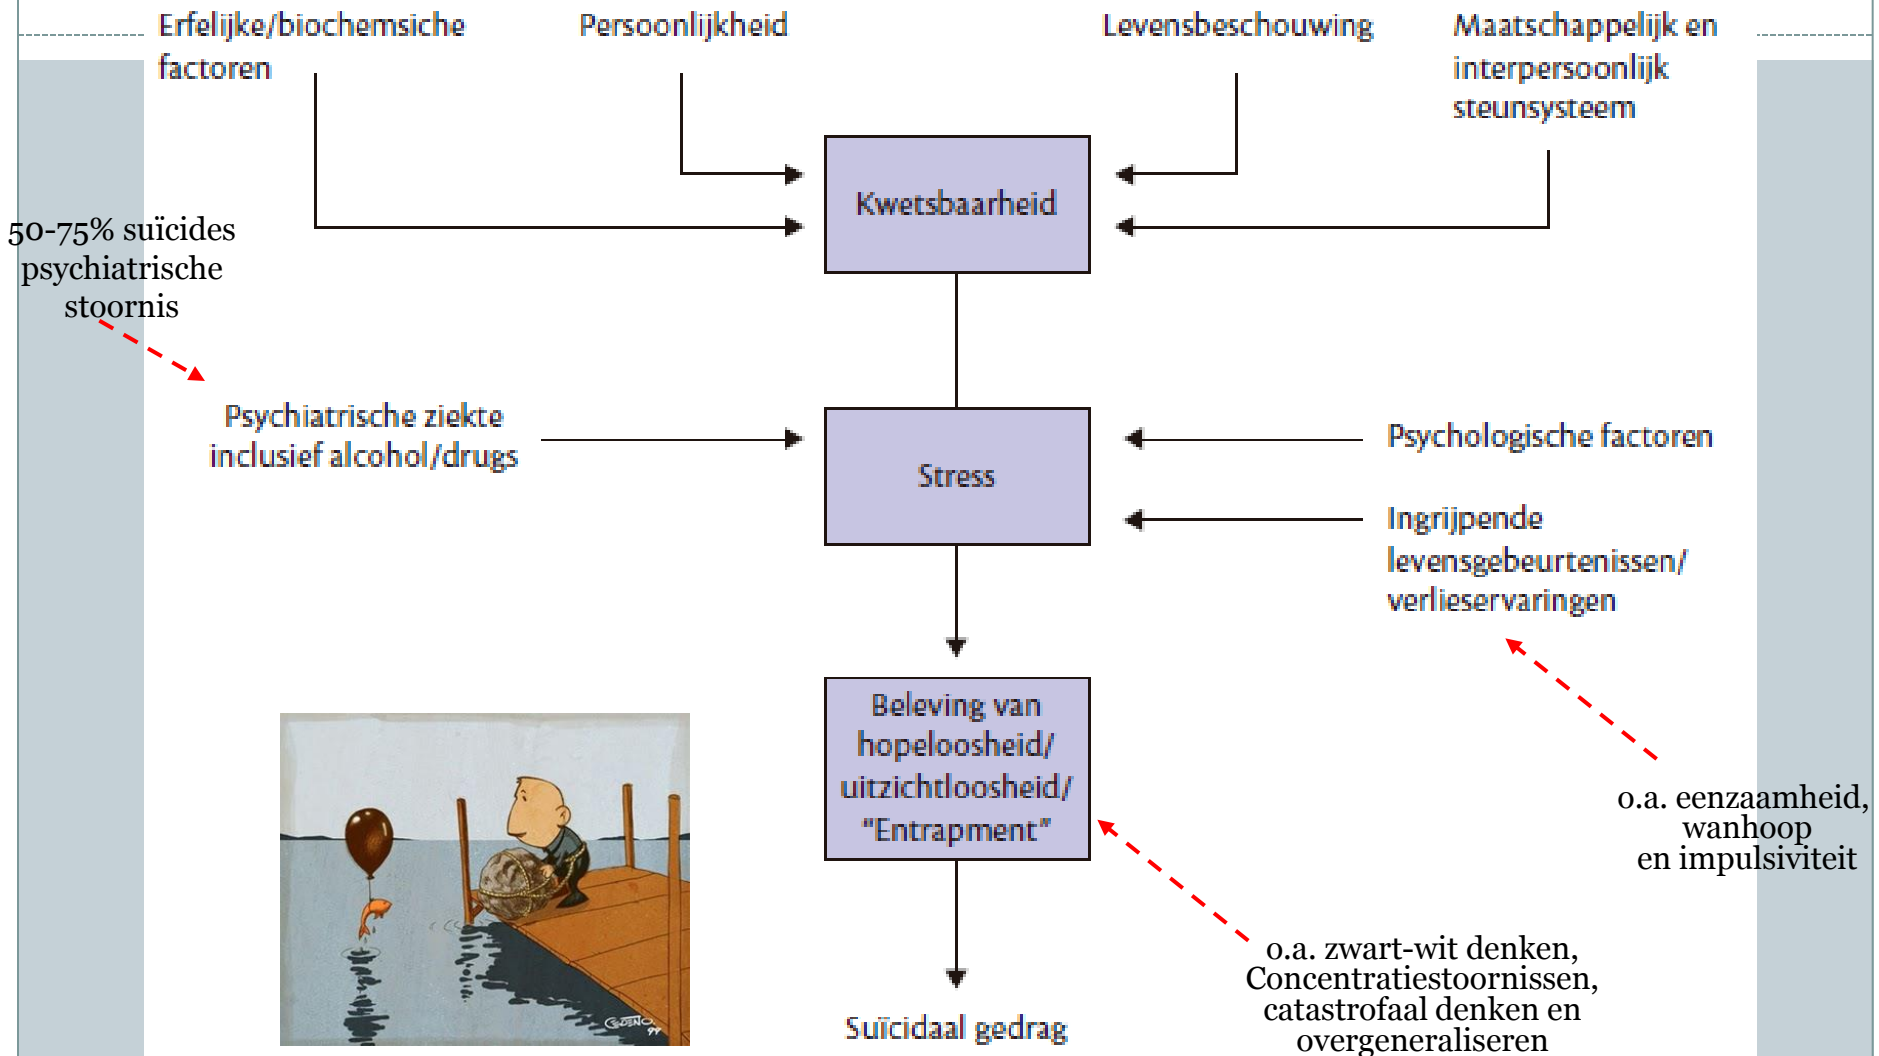 Erfelijke/biochemsiche
factoren
Persoonlijkheid
Levensbeschouwing
Maatschappelijk en
interpersoonlijk
steunsysteem
Kwetsbaarheid
50-75% suïcides
psychiatrische
stoornis
Psychiatrische ziekte
inclusief alcohol/drugs
Stress
Psychologische factoren
Ingrijpende
levensgebeurtenissen/
verlieservaringen
Beleving van
hopeloosheid/
uitzichtloosheid/
"Entrapment"
o.a. eenzaamheid,
wanhoop
en impulsiviteit
o.a. zwart-wit denken,
Concentratiestoornissen,
catastrofaal denken en
overgeneraliseren
Suïcidaal gedrag